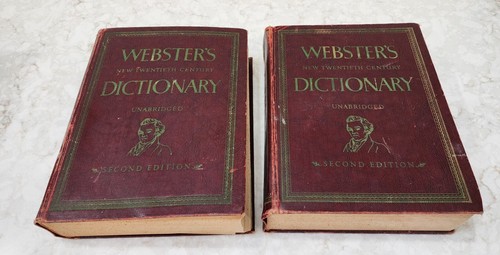 WEBSTER'S
NEW TWENTIETH CENTURY
DICTIONARY
UNABRIDGED
SECOND EDITION
WEBSTER'S
NEW TWENTIETH CENTURY
DICTIONARY
UNABRIDGED
SECOND EDITION